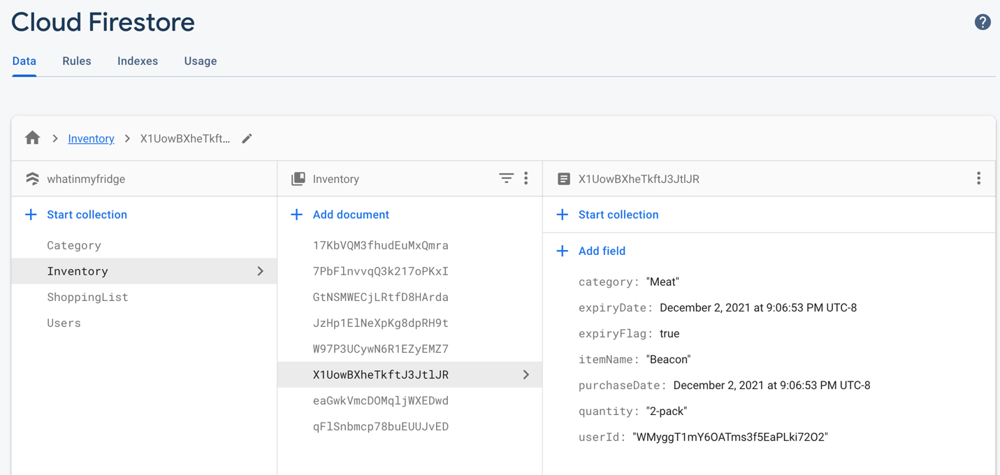 Cloud Firestore
Data Rules Indexes Usage
Inventory X1UowBXheTkft...
whatinmyfridge
Start collection
Category
Inventory
ShoppingList
Users
Inventory
Add document
17KbVQM3fhudEuMxQmra
7PbFlnvvqQ3k217oPKxI
GtNSMWECjLRtfD8HArda
JzHp1ElNeXpKg8dpRH9t
W97P3UCywN6R1EZyEMZ7
X1UowBXheTkftJ3JtlJR
eaGwkVmcDOMqljWXEDwd
qFlSnbmcp78buEUUJvED
X1UowBXheTkftJ3JtlJR
Start collection
Add field
category: "Meat"
expiryDate: December 2, 2021 at 9:06:53 PM UTC-8
expiryFlag: true
itemName: "Beacon"
purchaseDate: December 2, 2021 at 9:06:53 PM UTC-8
quantity: "2-pack"
userId: "WMyggT1mY6OATms3f5EaPLki72O2"